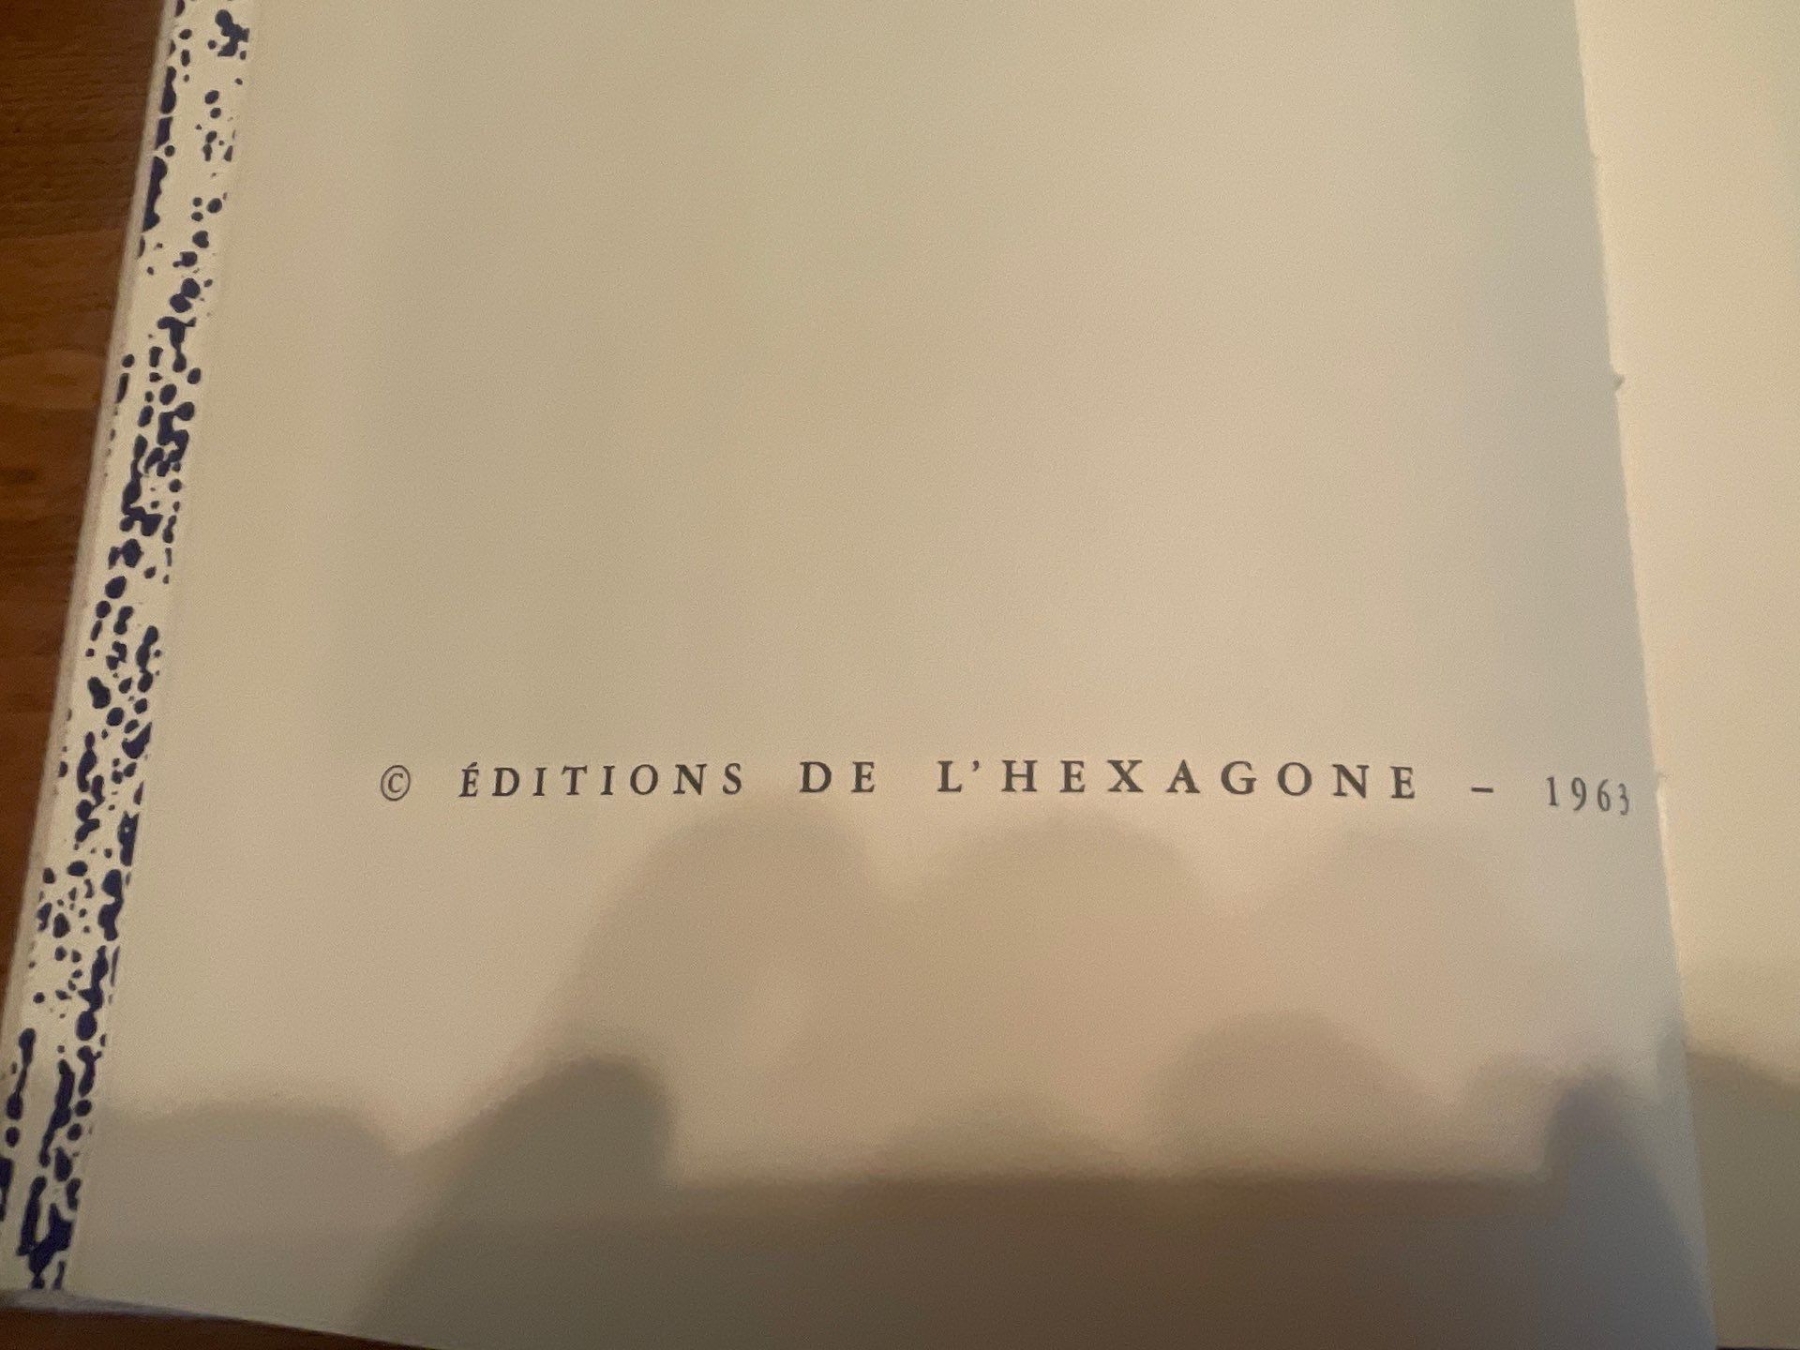 © ÉDITIONS DE L’HEXAGONE – 1963